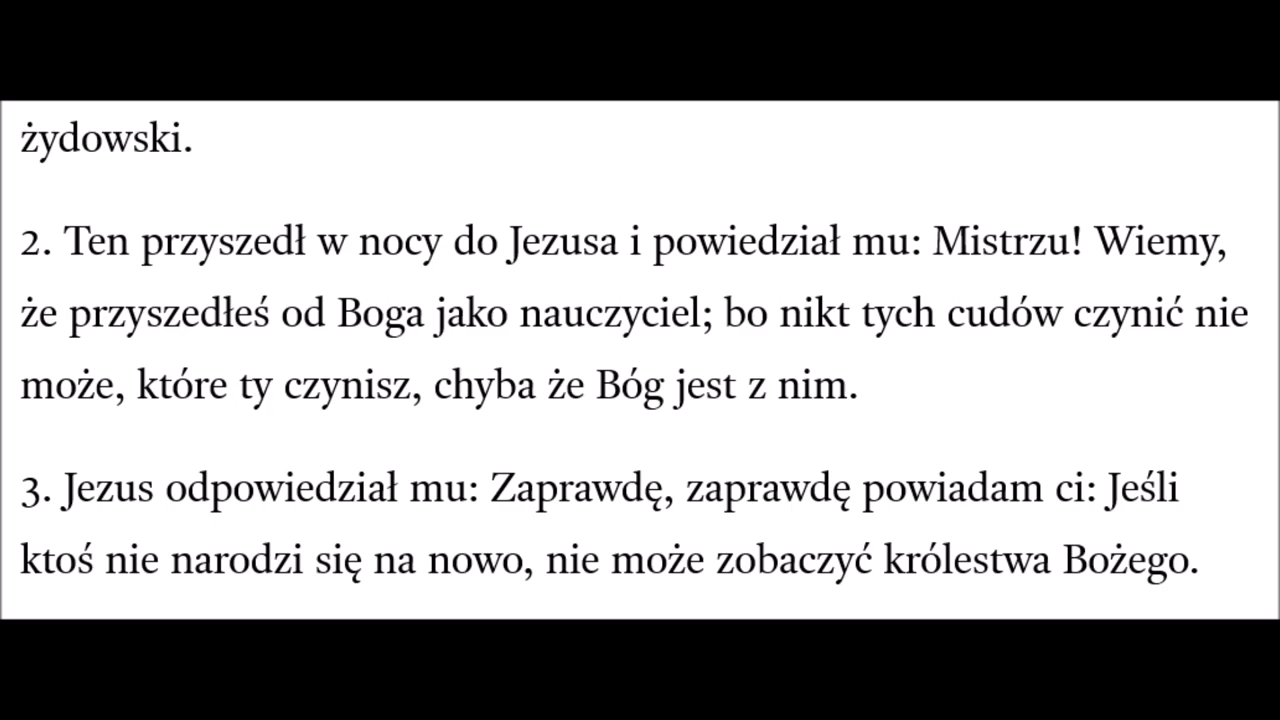 żydowski.
2. Ten przyszedł w nocy do Jezusa i powiedział mu: Mistrzu! Wiemy,
że przyszedłeś od Boga jako nauczyciel; bo nikt tych cudów czynić nie
może, które ty czynisz, chyba że Bóg jest z nim.
3. Jezus odpowiedział mu: Zaprawdę, zaprawdę powiadam ci: Jeśli
ktoś nie narodzi się na nowo, nie może zobaczyć królestwa Bożego.